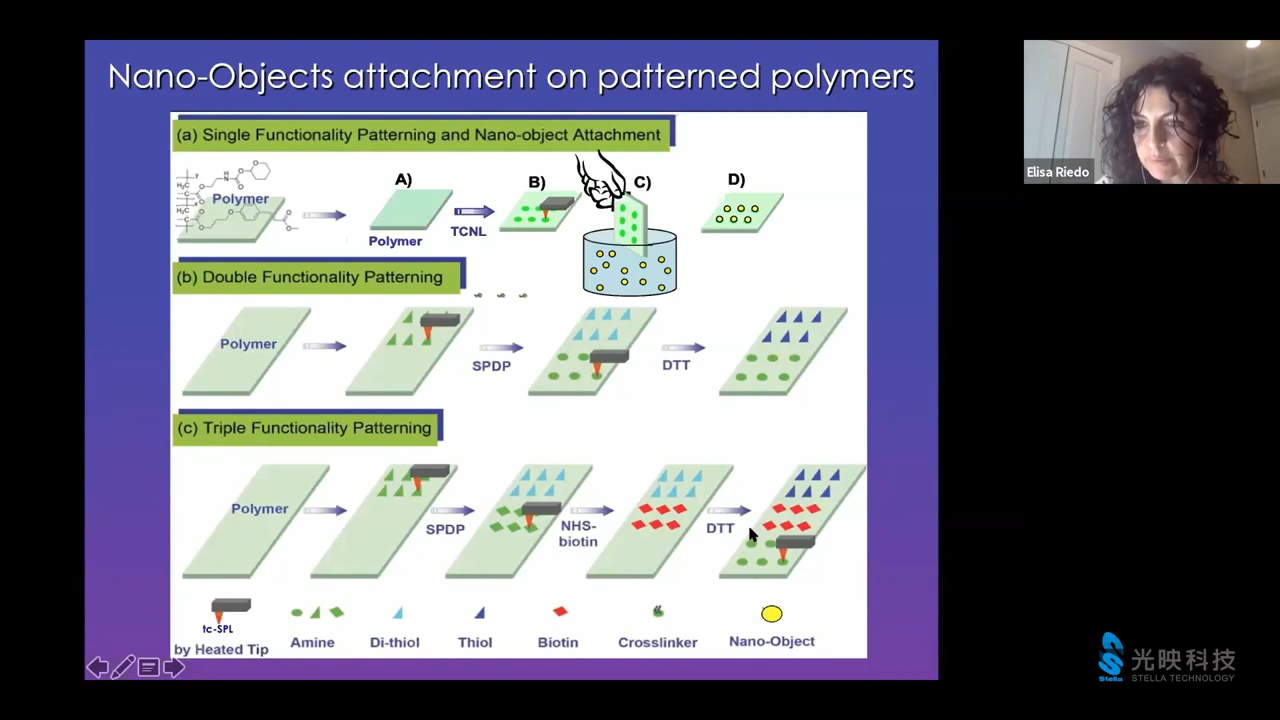 Nano-Objects attachment on patterned polymers
(a) Single Functionality Patterning and Nano-object Attachment
Polymer
A)
B)
C)
D)
Polymer
TCNL
(b) Double Functionality Patterning
Polymer
SPDP
DTT
(c) Triple Functionality Patterning
Polymer
SPDP
NHS-
biotin
DTT
tc-SPL
by Heated Tip
Amine
Di-thiol
Thiol
Biotin
Crosslinker
Nano-Object
Elisa Riedo
Stella
光映科技
STELLA TECHNOLOGY